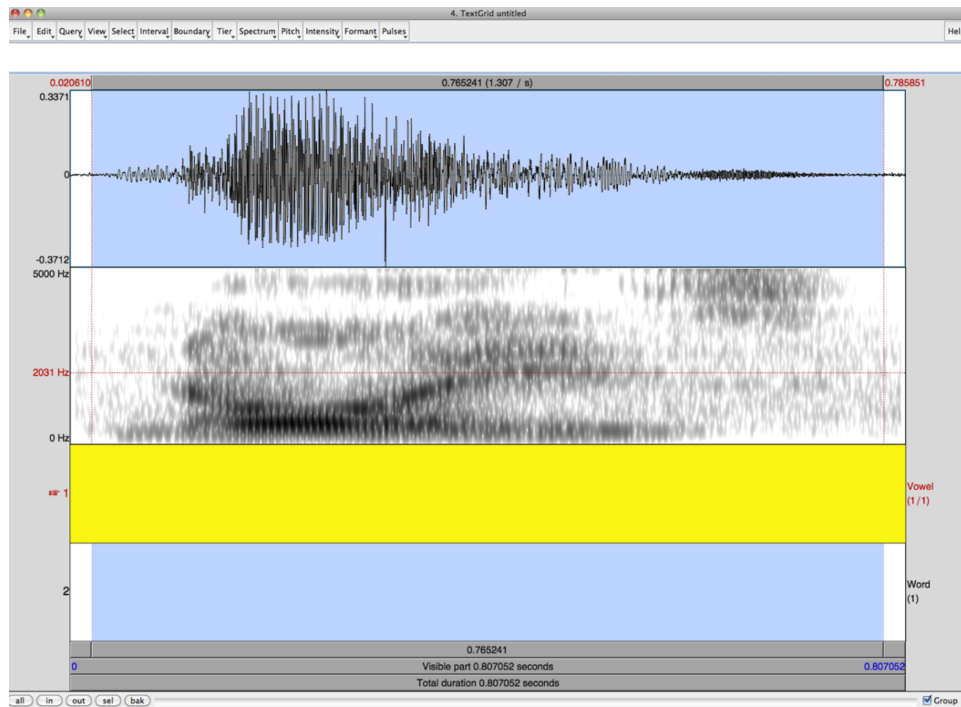 4. TextGrid untitled
File Edit Query View Select Interval Boundary Tier Spectrum Pitch Intensity Formant Pulses Hel
0.020610 0.765241 (1.307 / s) 0.785851
0.3371
0
-0.3712
5000 Hz
2031 Hz
0 Hz
1 Vowel
(1/1)
2 Word
(1)
0.765241
0 Visible part 0.807052 seconds 0.807052
Total duration 0.807052 seconds
all in out sel bak Group